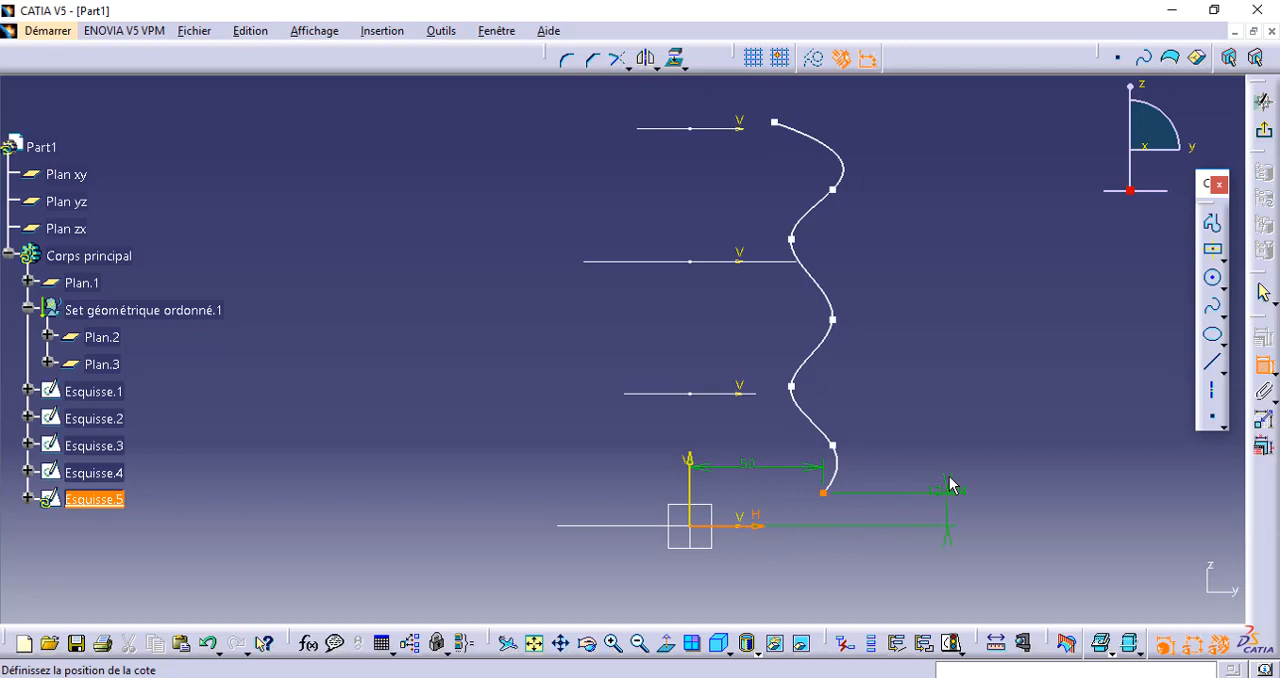 CATIA V5 - [Part1]
Démarrer ENOVIA V5 VPM Fichier Edition Affichage Insertion Outils Fenêtre Aide
z
x y
Part1
Plan xy
Plan yz
Plan zx
Corps principal
Plan.1
Set géométrique ordonné.1
Plan.2
Plan.3
Esquisse.1
Esquisse.2
Esquisse.3
Esquisse.4
Esquisse.5
V
V
V
50
V H
z
y
f(x)
CATIA
Définissez la position de la cote